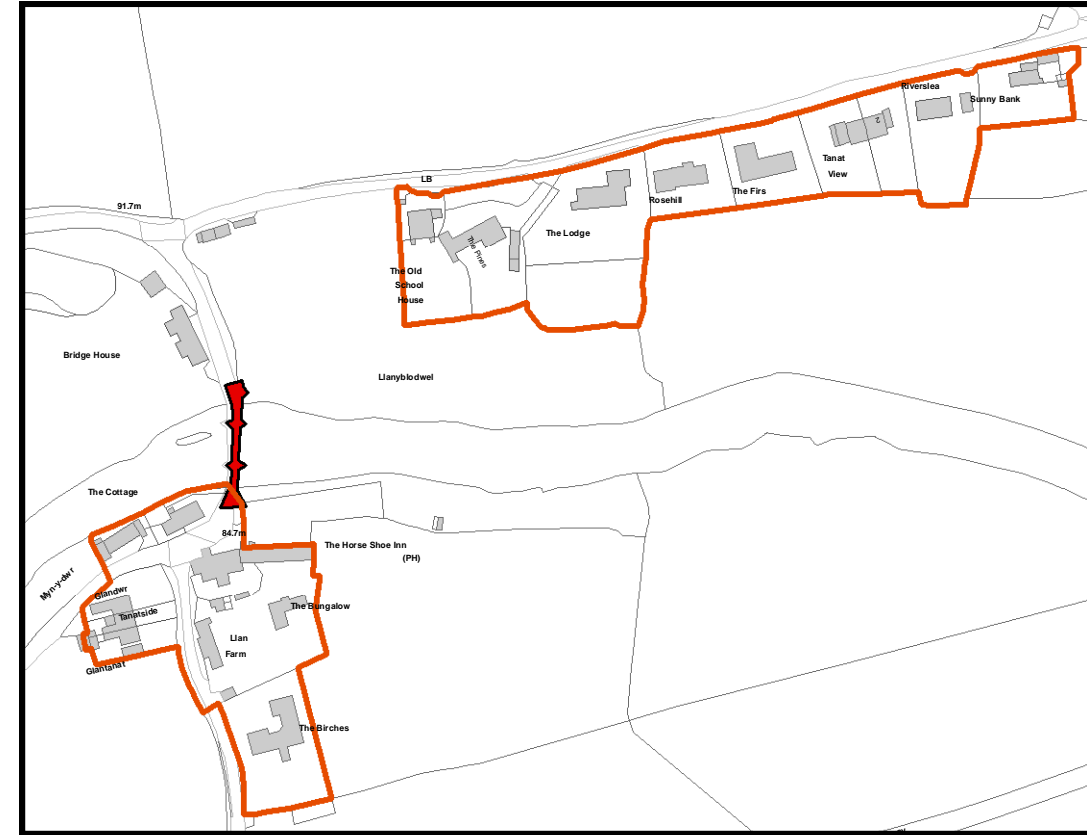 Riverslea
Sunny Bank
2
Tanat
View
The Firs
Rosehill
LB
91.7m
The Lodge
The Pines
The Old
School
House
Bridge House
Llanyblodwel
The Cottage
84.7m
The Horse Shoe Inn
(PH)
Myn-y-dwr
Glandwr
Tanatside
The Bungalow
Llan
Farm
Glantanat
The Birches